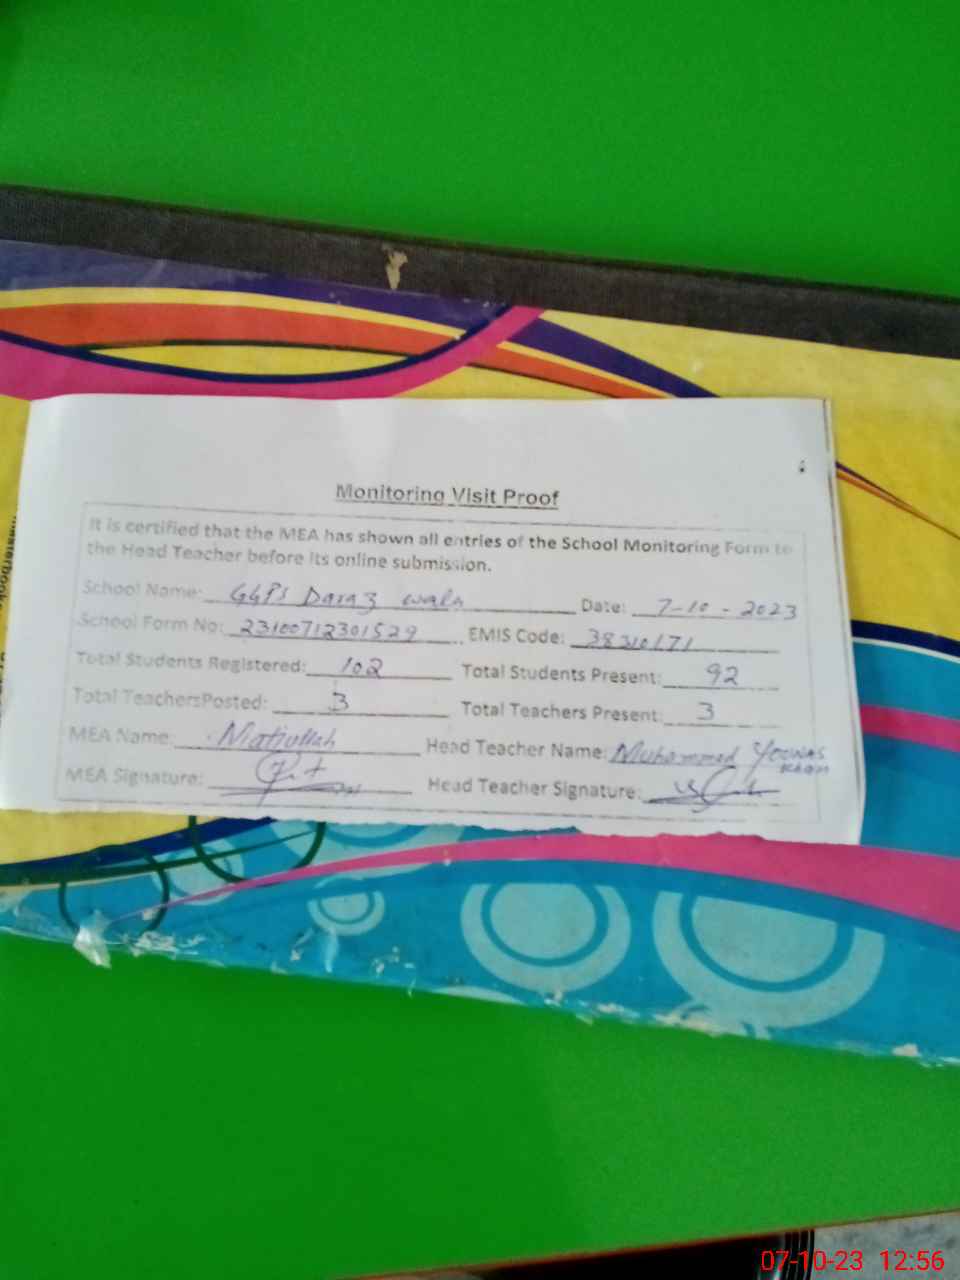 Monitoring Visit Proof
It is certified that the MEA has shown all entries of the School Monitoring Form to
the Head Teacher before its online submission.
School Name: GGPS Daraz wala Date: 7-10-2023
School Form No: 23100712301529 EMIS Code: 38310171
Total Students Registered: 102 Total Students Present: 92
Total TeachersPosted: 3 Total Teachers Present: 3
MEA Name: Matiullah Head Teacher Name: Muhammad Younas Khan
MEA Signature: Head Teacher Signature:
07-10-23 12:56